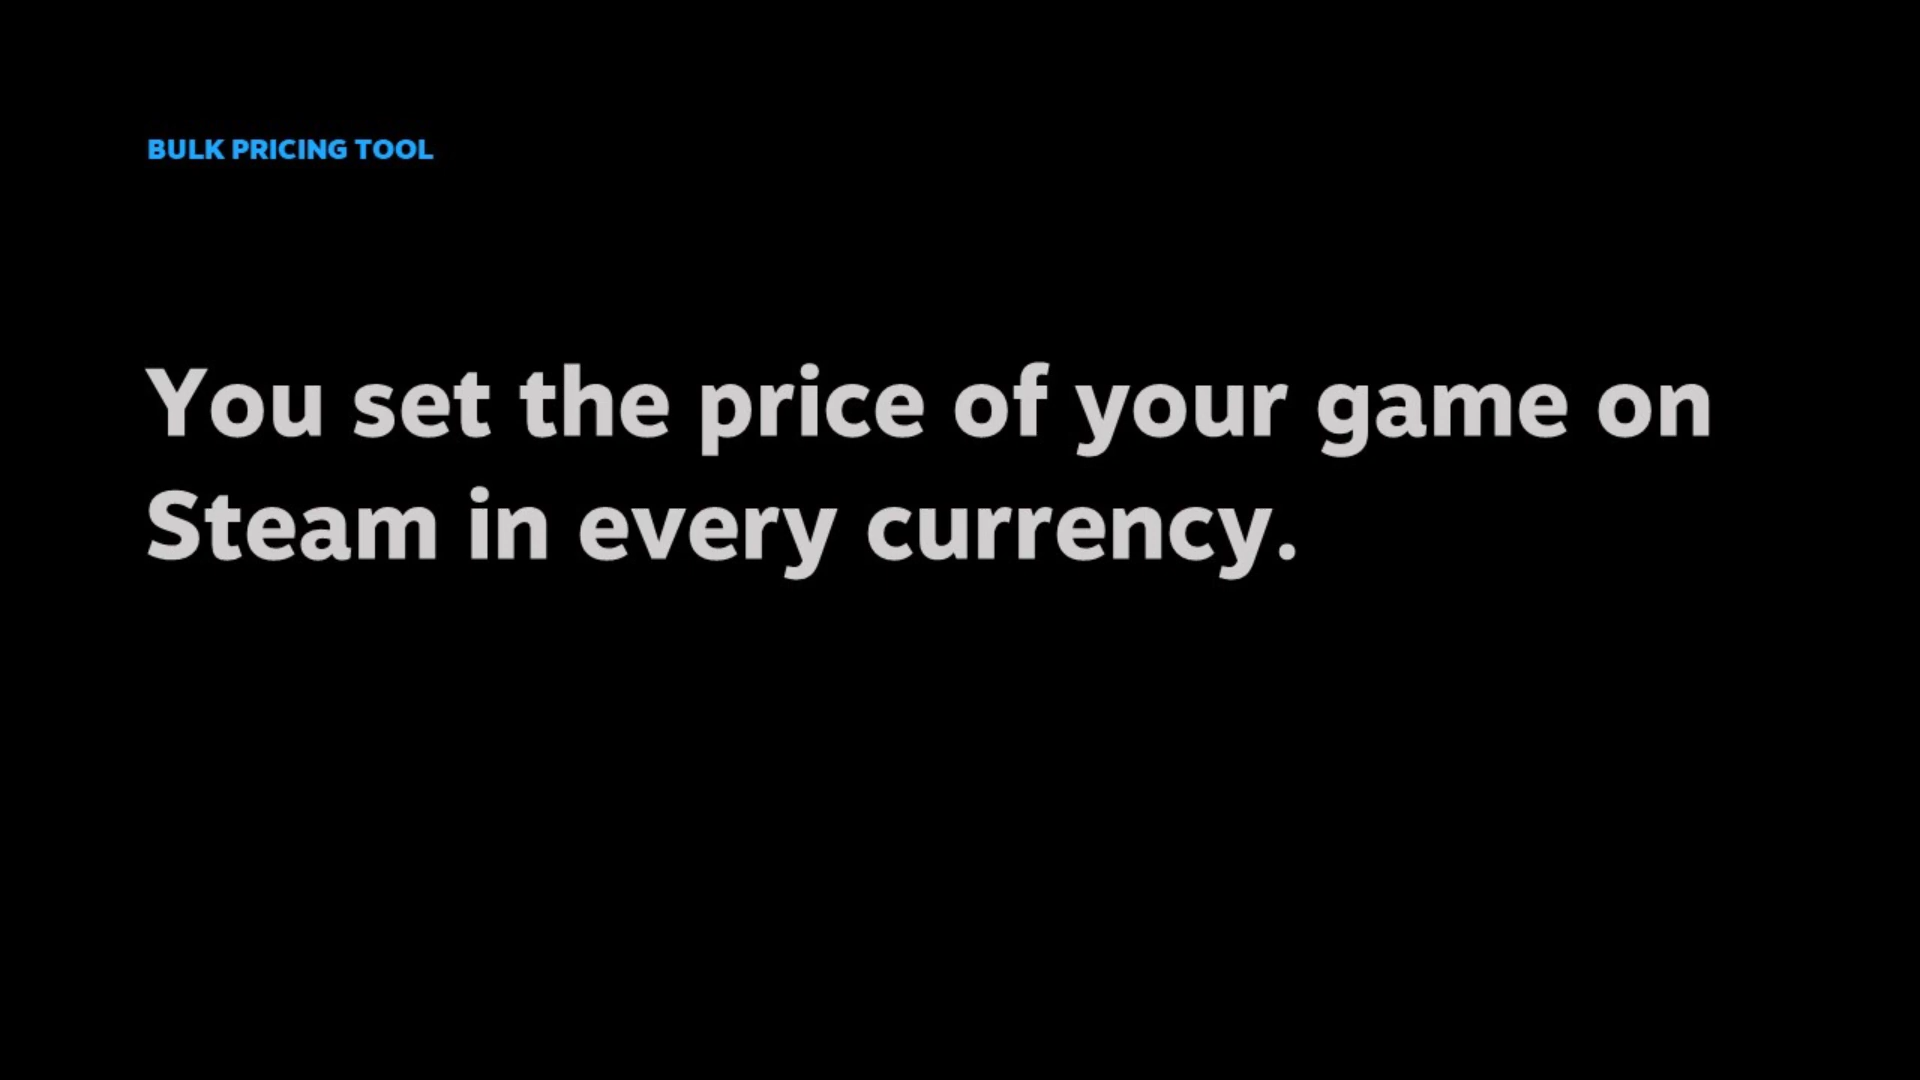 BULK PRICING TOOL
You set the price of your game on
Steam in every currency.